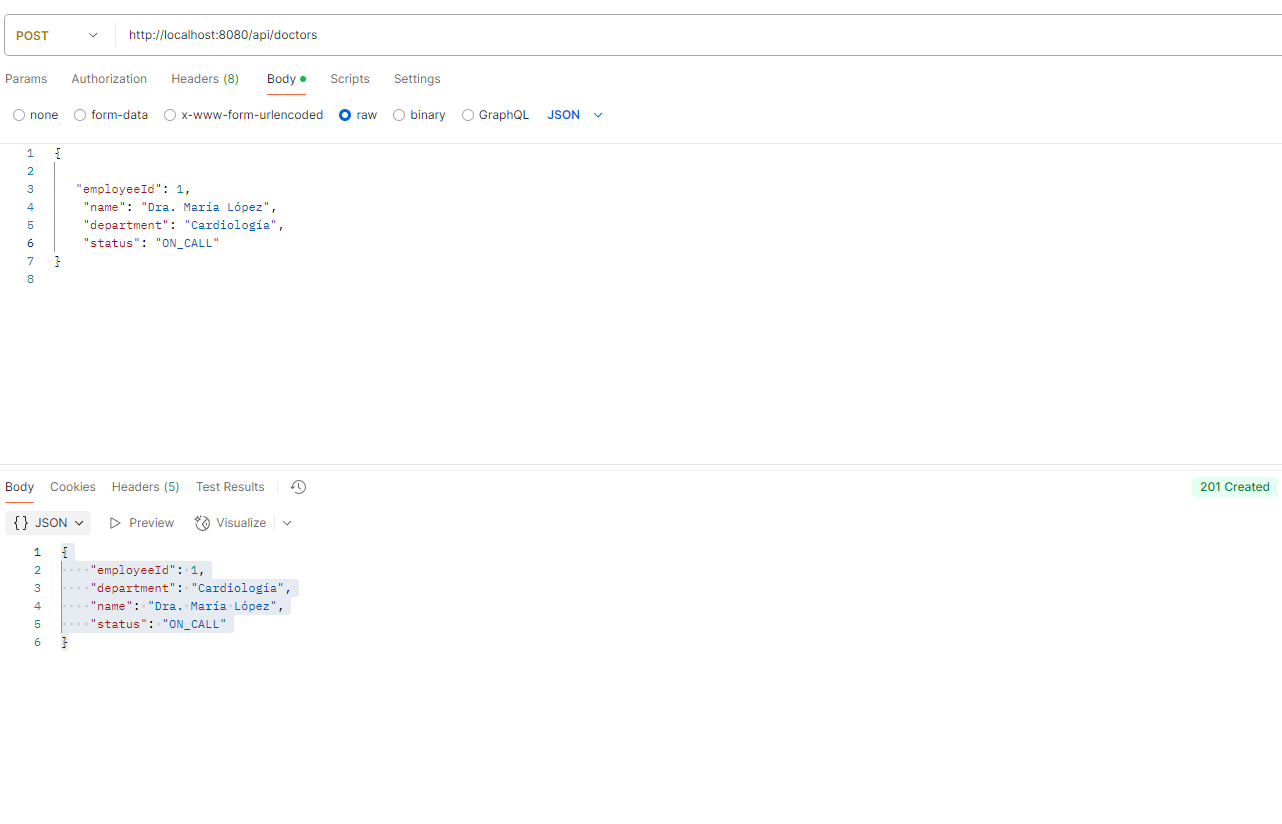 POST http://localhost:8080/api/doctors
Params Authorization Headers (8) Body Scripts Settings
none form-data x-www-form-urlencoded raw binary GraphQL JSON
1 {
2
3 "employeeId": 1,
4 "name": "Dra. María López",
5 "department": "Cardiología",
6 "status": "ON_CALL"
7 }
8
Body Cookies Headers (5) Test Results 201 Created
{} JSON Preview Visualize
1 {
2 "employeeId": 1,
3 "department": "Cardiología",
4 "name": "Dra. María López",
5 "status": "ON_CALL"
6 }